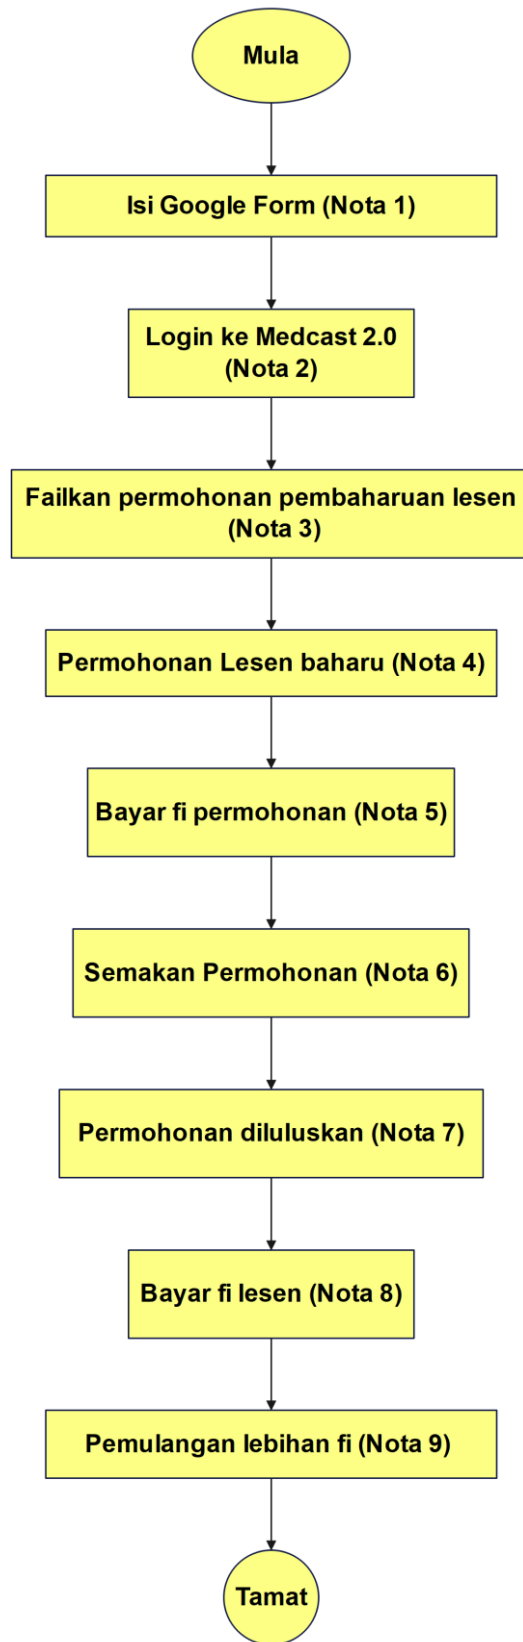 Mula
Isi Google Form (Nota 1)
Login ke Medcast 2.0
(Nota 2)
Failkan permohonan pembaharuan lesen
(Nota 3)
Permohonan Lesen baharu (Nota 4)
Bayar fi permohonan (Nota 5)
Semakan Permohonan (Nota 6)
Permohonan diluluskan (Nota 7)
Bayar fi lesen (Nota 8)
Pemulangan lebihan fi (Nota 9)
Tamat